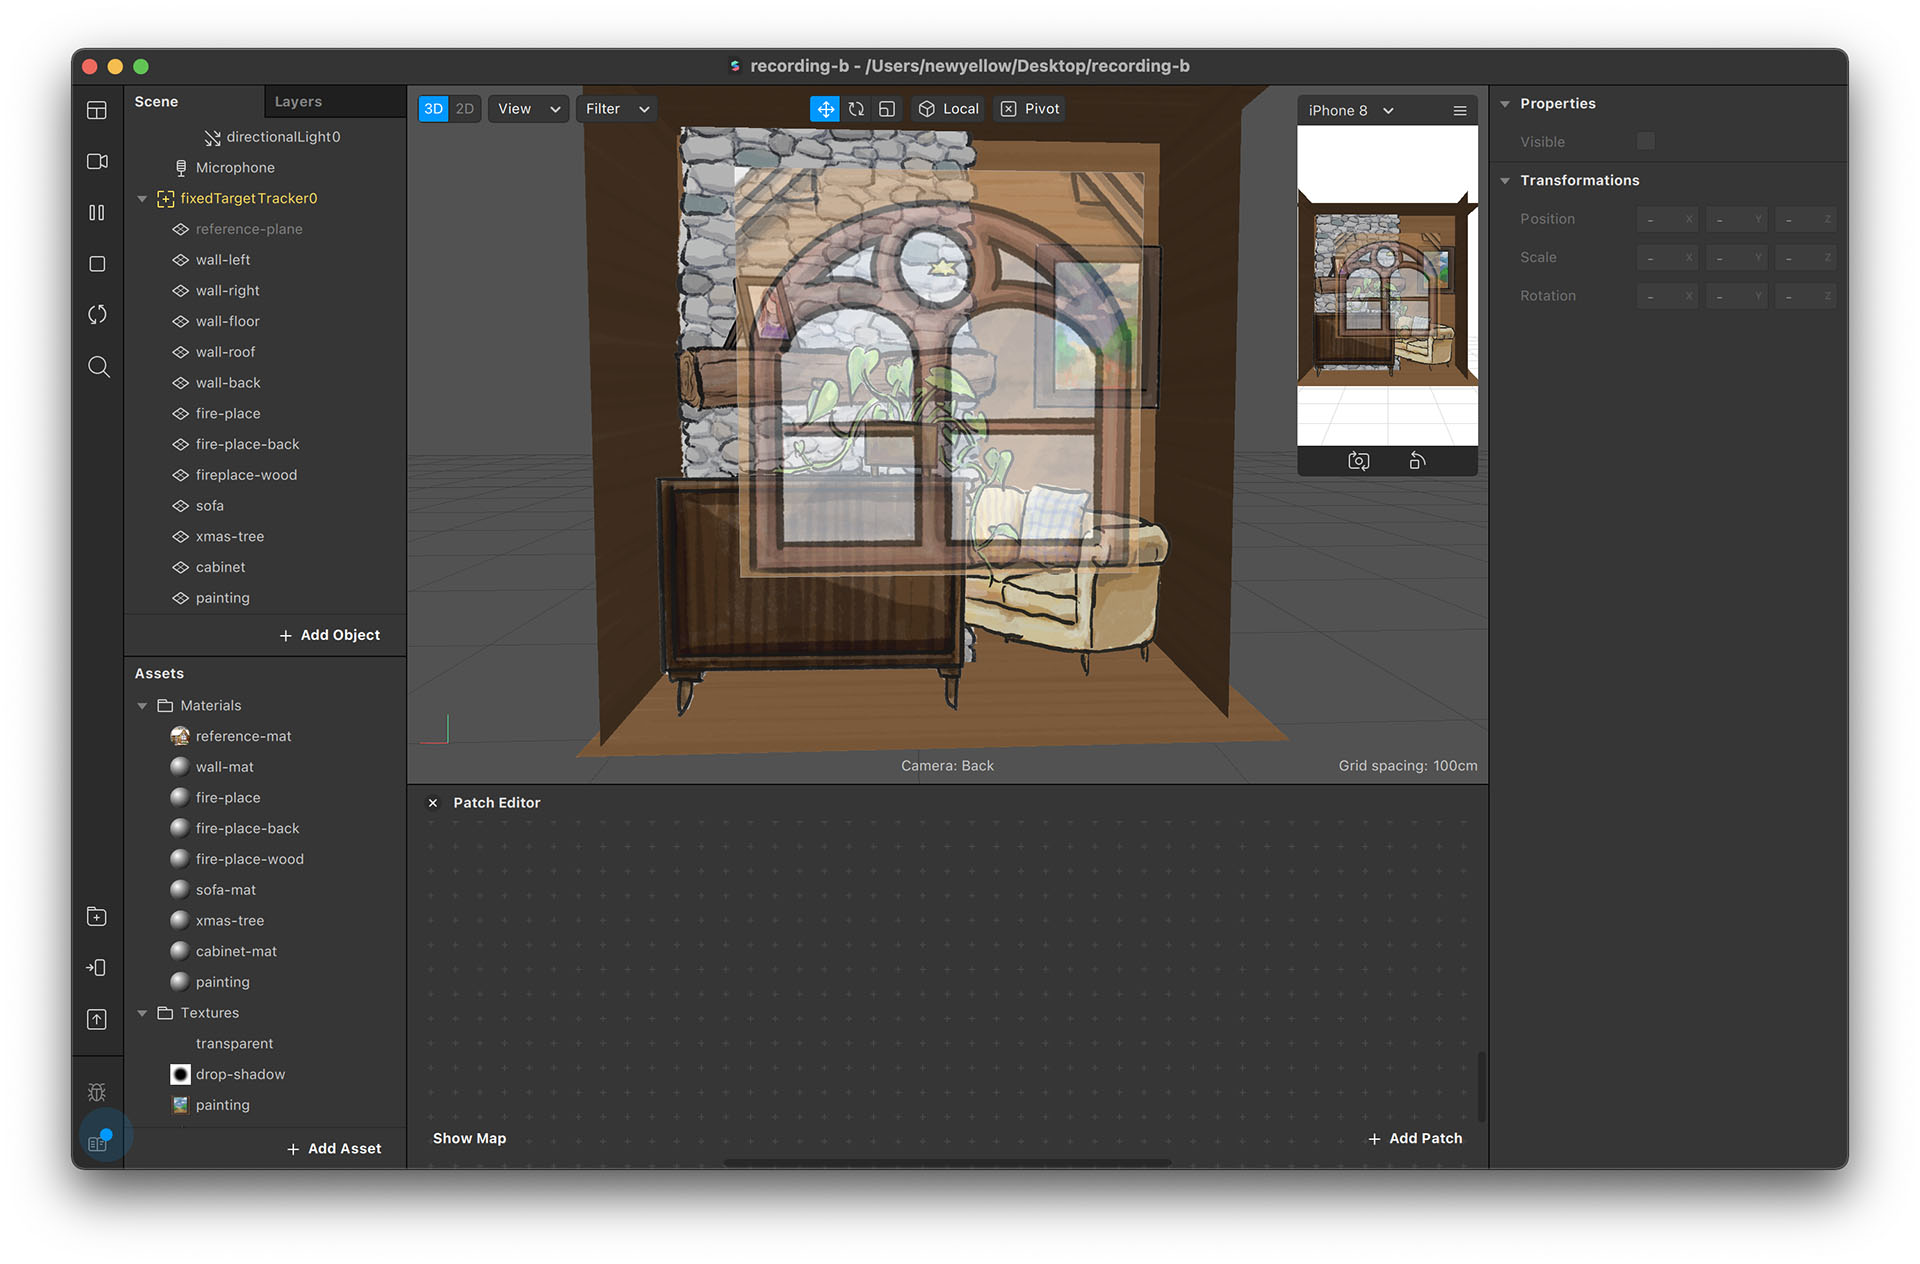 recording-b - /Users/newyellow/Desktop/recording-b
Scene
Layers
directionalLight0
Microphone
fixedTargetTracker0
reference-plane
wall-left
wall-right
wall-floor
wall-roof
wall-back
fire-place
fire-place-back
fireplace-wood
sofa
xmas-tree
cabinet
painting
+ Add Object
Assets
Materials
reference-mat
wall-mat
fire-place
fire-place-back
fire-place-wood
sofa-mat
xmas-tree
cabinet-mat
painting
Textures
transparent
drop-shadow
painting
+ Add Asset
3D 2D View Filter Local Pivot
iPhone 8
Camera: Back
Grid spacing: 100cm
Patch Editor
Show Map
+ Add Patch
Properties
Visible
Transformations
Position - X - Y - Z
Scale - X - Y - Z
Rotation - X - Y - Z